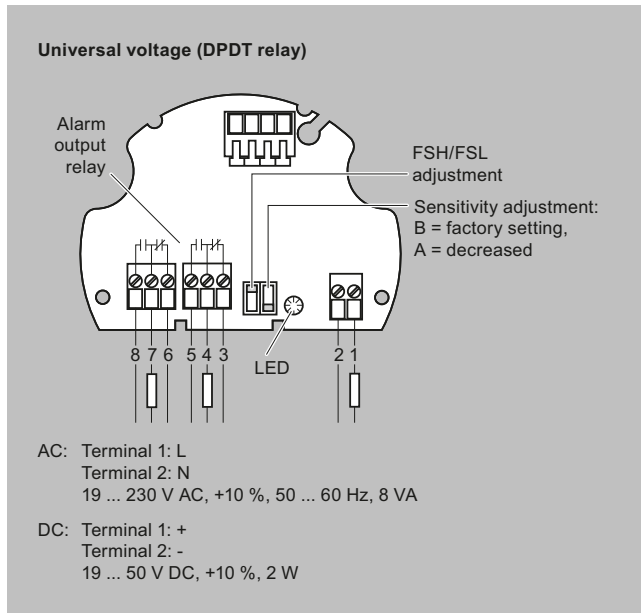 Universal voltage (DPDT relay)
Alarm
output
relay
FSH/FSL
adjustment
Sensitivity adjustment:
B = factory setting,
A = decreased
8 7 6 5 4 3 2 1
LED
AC: Terminal 1: L
Terminal 2: N
19 ... 230 V AC, +10 %, 50 ... 60 Hz, 8 VA
DC: Terminal 1: +
Terminal 2: -
19 ... 50 V DC, +10 %, 2 W